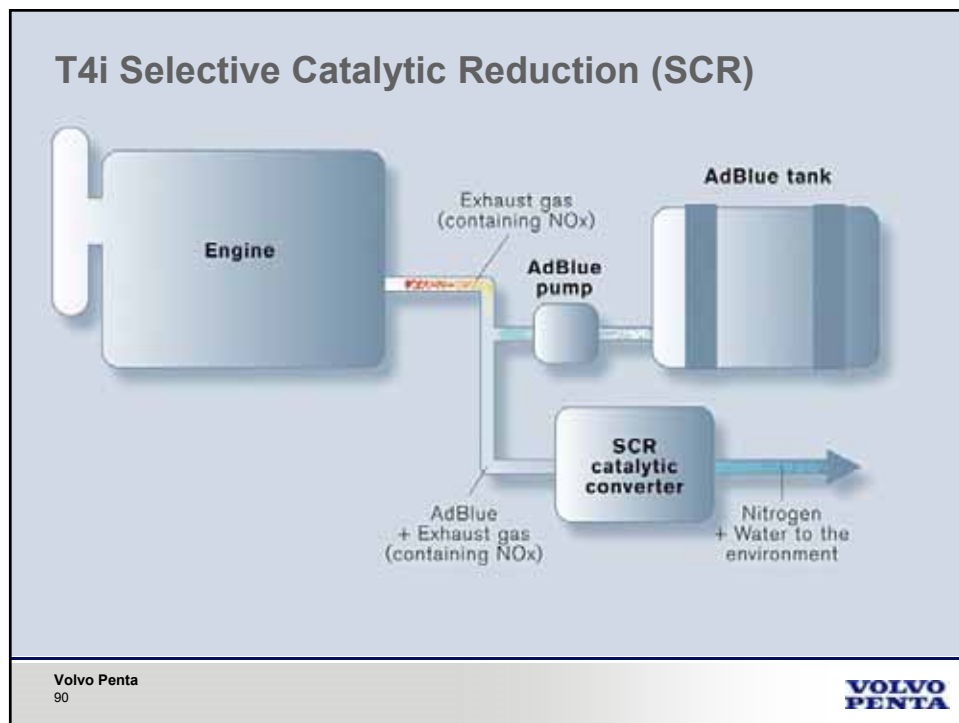 T4i Selective Catalytic Reduction (SCR)
AdBlue tank
Exhaust gas
(containing NOx)
Engine
AdBlue
pump
SCR
catalytic
converter
AdBlue
+ Exhaust gas
(containing NOx)
Nitrogen
+ Water to the
environment
Volvo Penta
90
VOLVO
PENTA